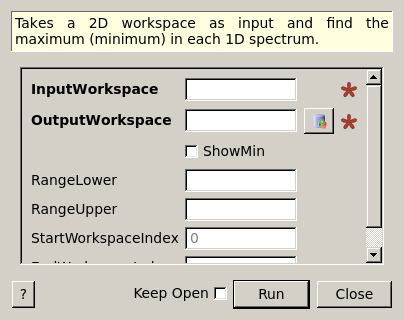 Takes a 2D workspace as input and find the
maximum (minimum) in each 1D spectrum.
InputWorkspace
OutputWorkspace
ShowMin
RangeLower
RangeUpper
StartWorkspaceIndex 0
? Keep Open Run Close